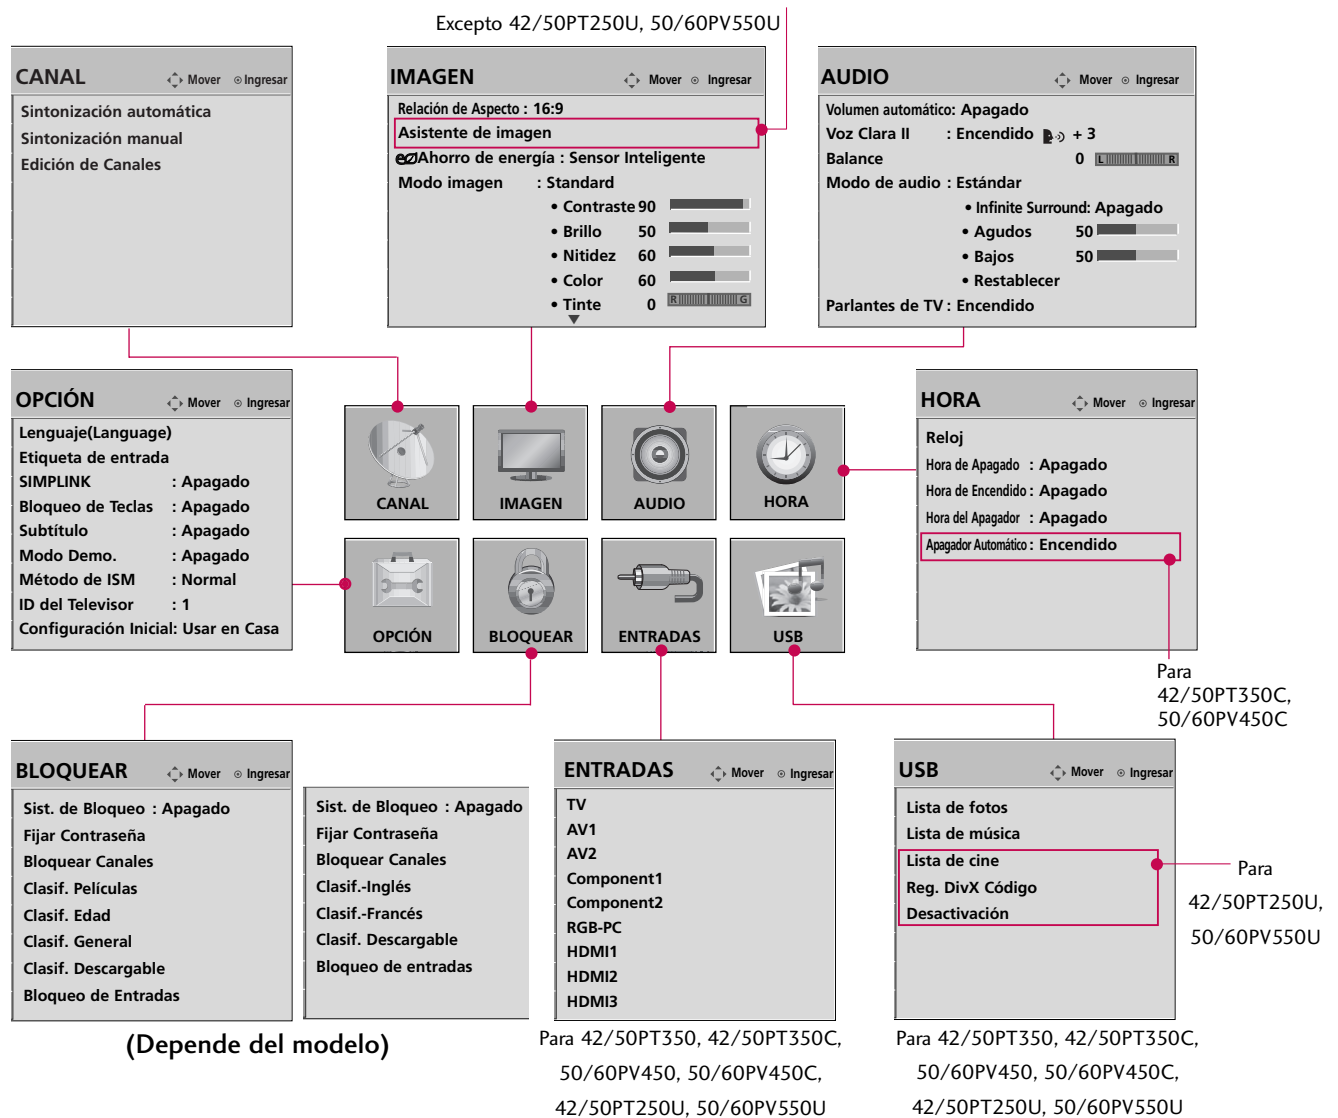 Excepto 42/50PT250U, 50/60PV550U
CANAL
Mover
Ingresar
Sintonización automática
Sintonización manual
Edición de Canales
IMAGEN
Mover
Ingresar
Relación de Aspecto : 16:9
Asistente de imagen
eco Ahorro de energía : Sensor Inteligente
Modo imagen : Standard
• Contraste 90
• Brillo 50
• Nitidez 60
• Color 60
• Tinte 0 R G
AUDIO
Mover
Ingresar
Volumen automático: Apagado
Voz Clara II : Encendido + 3
Balance 0 L R
Modo de audio : Estándar
• Infinite Surround: Apagado
• Agudos 50
• Bajos 50
• Restablecer
Parlantes de TV : Encendido
OPCIÓN
Mover
Ingresar
Lenguaje(Language)
Etiqueta de entrada
SIMPLINK : Apagado
Bloqueo de Teclas : Apagado
Subtítulo : Apagado
Modo Demo. : Apagado
Método de ISM : Normal
ID del Televisor : 1
Configuración Inicial: Usar en Casa
CANAL
IMAGEN
AUDIO
HORA
OPCIÓN
BLOQUEAR
ENTRADAS
USB
HORA
Mover
Ingresar
Reloj
Hora de Apagado : Apagado
Hora de Encendido : Apagado
Hora del Apagador : Apagado
Apagador Automático : Encendido
Para
42/50PT350C,
50/60PV450C
BLOQUEAR
Mover
Ingresar
Sist. de Bloqueo : Apagado
Fijar Contraseña
Bloquear Canales
Clasif. Películas
Clasif. Edad
Clasif. General
Clasif. Descargable
Bloqueo de Entradas
Sist. de Bloqueo : Apagado
Fijar Contraseña
Bloquear Canales
Clasif.-Inglés
Clasif.-Francés
Clasif. Descargable
Bloqueo de entradas
(Depende del modelo)
ENTRADAS
Mover
Ingresar
TV
AV1
AV2
Component1
Component2
RGB-PC
HDMI1
HDMI2
HDMI3
Para 42/50PT350, 42/50PT350C,
50/60PV450, 50/60PV450C,
42/50PT250U, 50/60PV550U
USB
Mover
Ingresar
Lista de fotos
Lista de música
Lista de cine
Reg. DivX Código
Desactivación
Para
42/50PT250U,
50/60PV550U
Para 42/50PT350, 42/50PT350C,
50/60PV450, 50/60PV450C,
42/50PT250U, 50/60PV550U